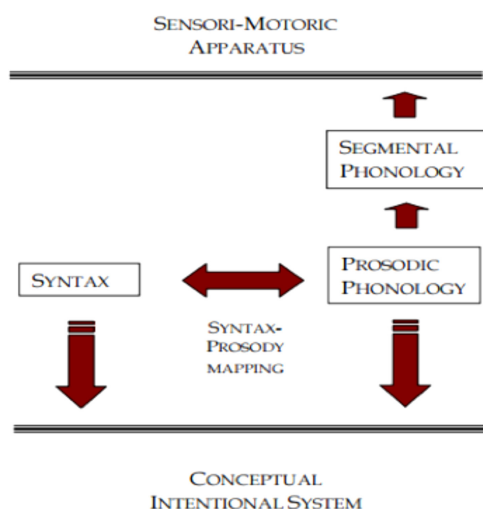 SENSORI-MOTORIC
APPARATUS
SEGMENTAL
PHONOLOGY
SYNTAX
PROSODIC
PHONOLOGY
SYNTAX-
PROSODY
MAPPING
CONCEPTUAL
INTENTIONAL SYSTEM